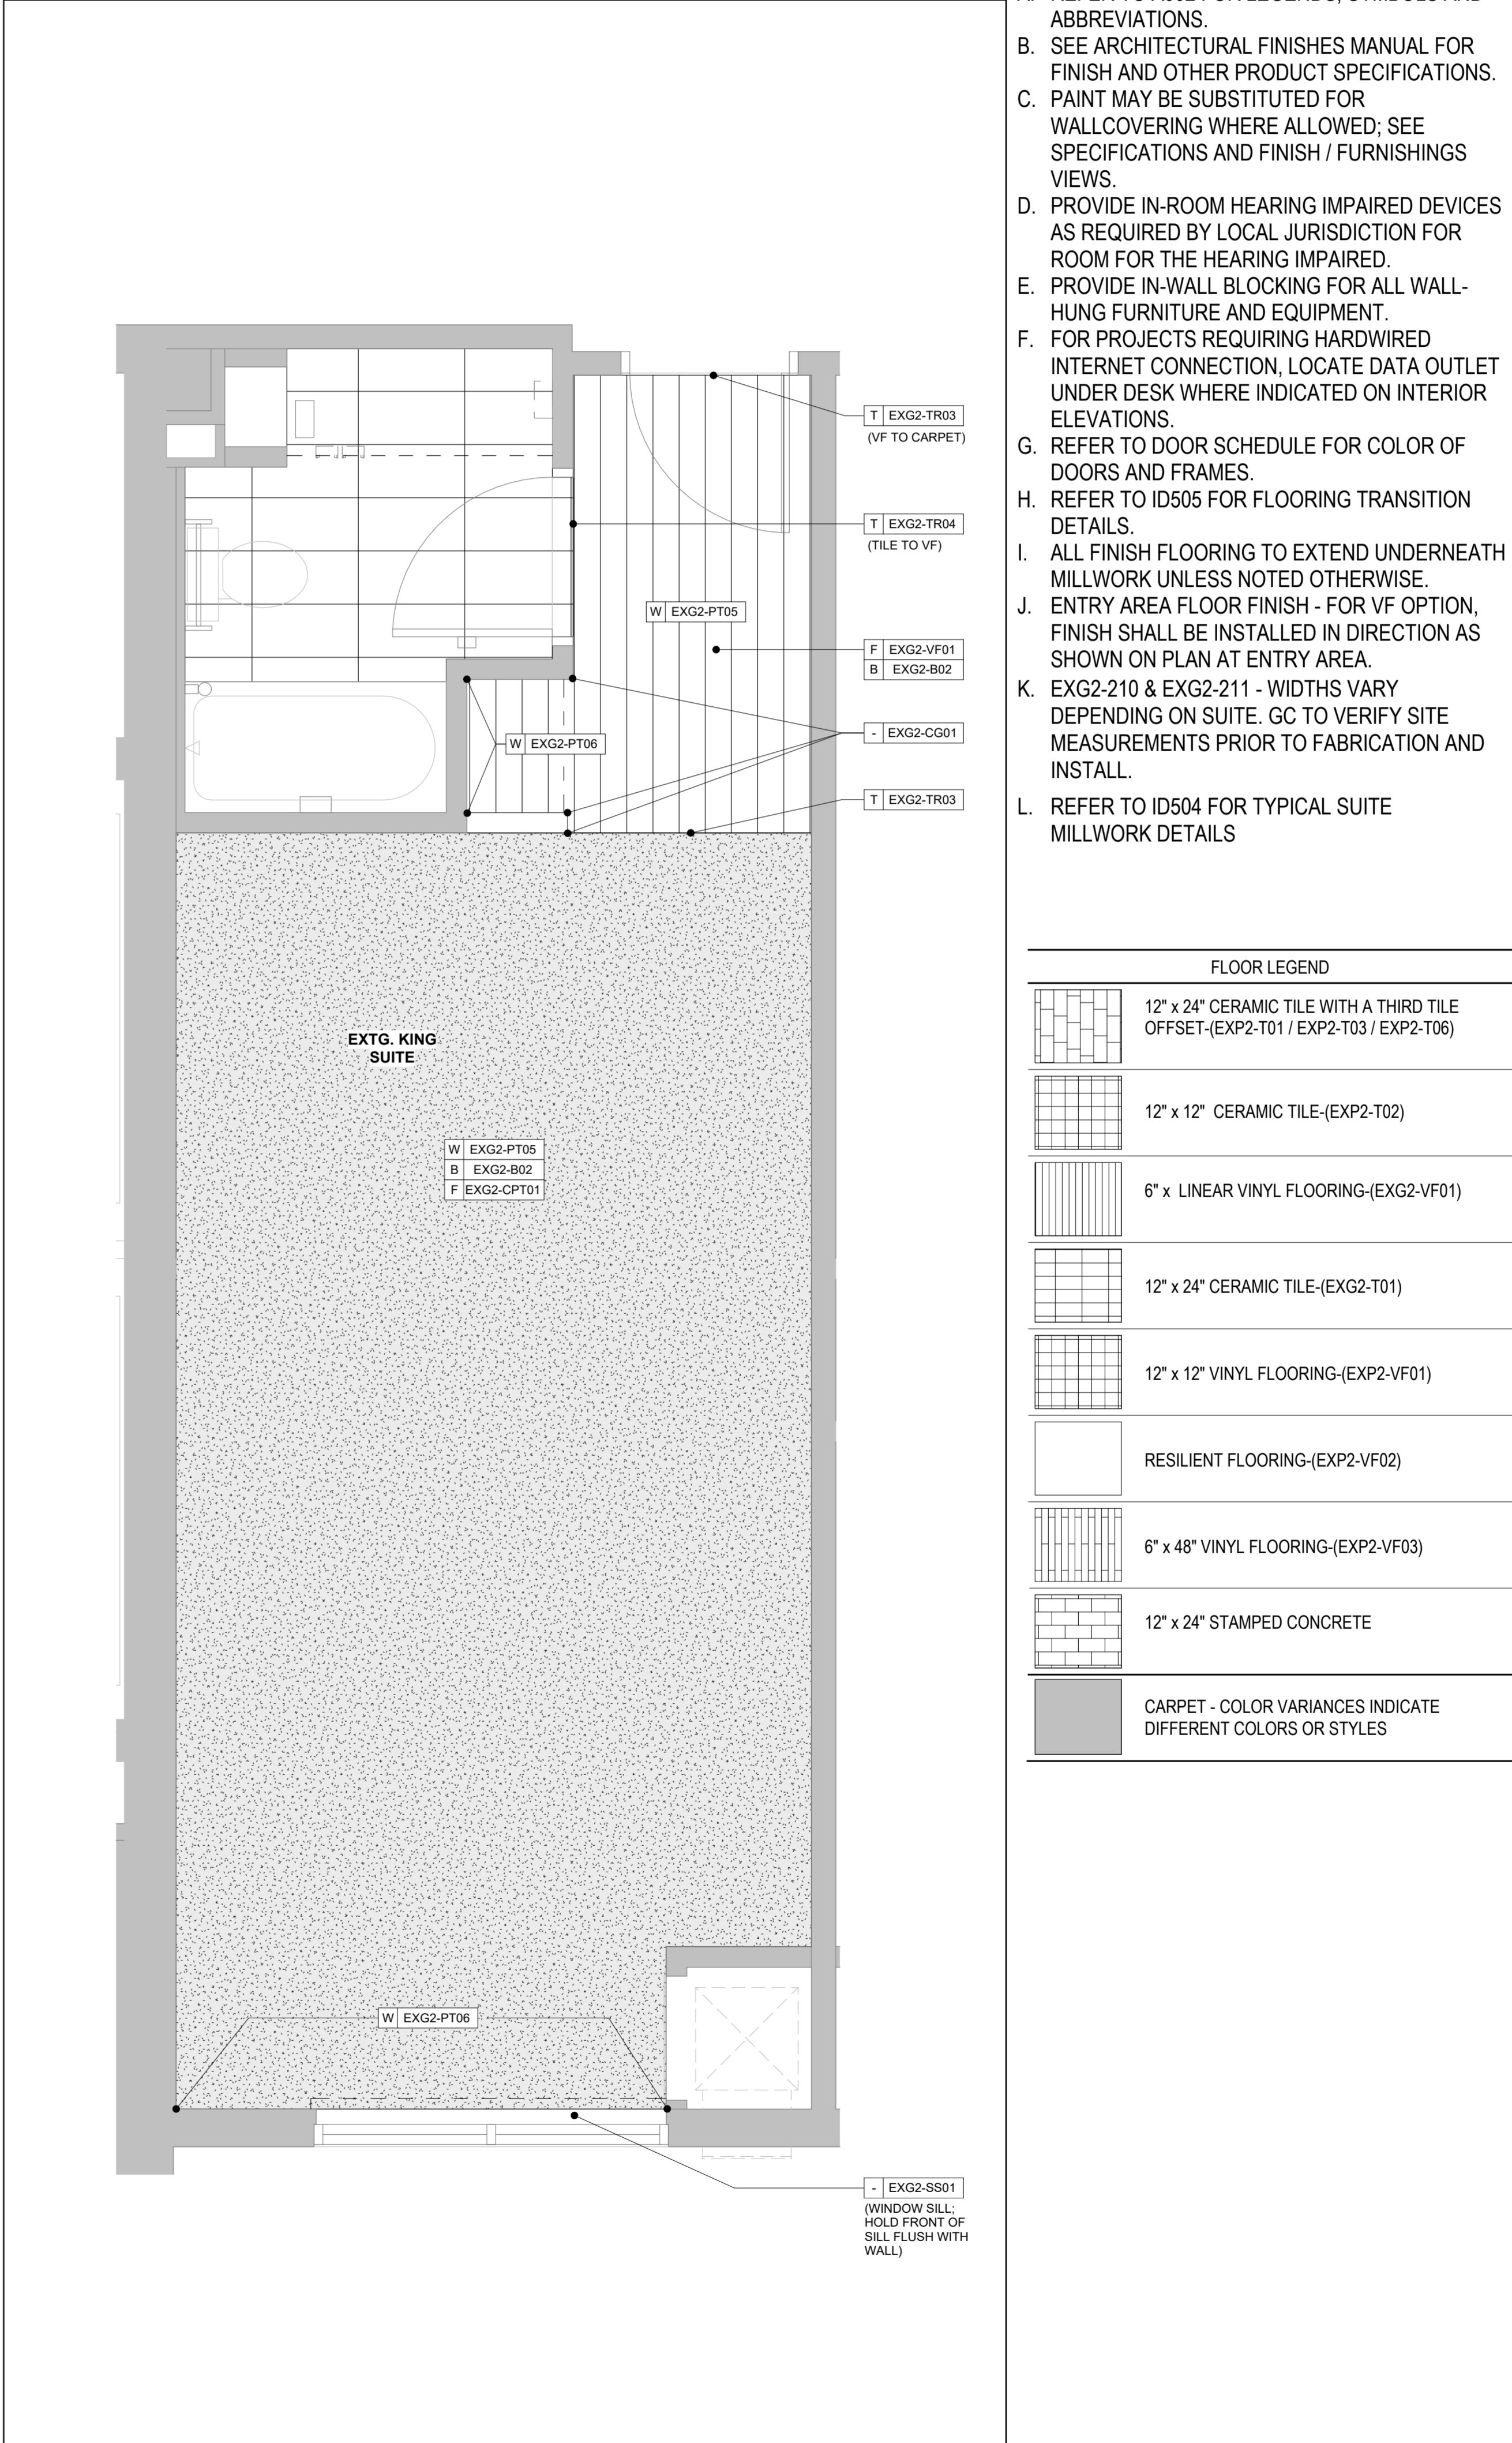 ABBREVIATIONS.
B. SEE ARCHITECTURAL FINISHES MANUAL FOR
FINISH AND OTHER PRODUCT SPECIFICATIONS.
C. PAINT MAY BE SUBSTITUTED FOR
WALLCOVERING WHERE ALLOWED; SEE
SPECIFICATIONS AND FINISH / FURNISHINGS
VIEWS.
D. PROVIDE IN-ROOM HEARING IMPAIRED DEVICES
AS REQUIRED BY LOCAL JURISDICTION FOR
ROOM FOR THE HEARING IMPAIRED.
E. PROVIDE IN-WALL BLOCKING FOR ALL WALL-
HUNG FURNITURE AND EQUIPMENT.
F. FOR PROJECTS REQUIRING HARDWIRED
INTERNET CONNECTION, LOCATE DATA OUTLET
UNDER DESK WHERE INDICATED ON INTERIOR
ELEVATIONS.
G. REFER TO DOOR SCHEDULE FOR COLOR OF
DOORS AND FRAMES.
H. REFER TO ID505 FOR FLOORING TRANSITION
DETAILS.
I. ALL FINISH FLOORING TO EXTEND UNDERNEATH
MILLWORK UNLESS NOTED OTHERWISE.
J. ENTRY AREA FLOOR FINISH - FOR VF OPTION,
FINISH SHALL BE INSTALLED IN DIRECTION AS
SHOWN ON PLAN AT ENTRY AREA.
K. EXG2-210 & EXG2-211 - WIDTHS VARY
DEPENDING ON SUITE. GC TO VERIFY SITE
MEASUREMENTS PRIOR TO FABRICATION AND
INSTALL.
L. REFER TO ID504 FOR TYPICAL SUITE
MILLWORK DETAILS
T EXG2-TR03
(VF TO CARPET)
T EXG2-TR04
(TILE TO VF)
W EXG2-PT05
F EXG2-VF01
B EXG2-B02
- EXG2-CG01
W EXG2-PT06
T EXG2-TR03
EXTG. KING
SUITE
W EXG2-PT05
B EXG2-B02
F EXG2-CPT01
W EXG2-PT06
- EXG2-SS01
(WINDOW SILL;
HOLD FRONT OF
SILL FLUSH WITH
WALL)
FLOOR LEGEND
12" x 24" CERAMIC TILE WITH A THIRD TILE
OFFSET-(EXP2-T01 / EXP2-T03 / EXP2-T06)
12" x 12" CERAMIC TILE-(EXP2-T02)
6" x LINEAR VINYL FLOORING-(EXG2-VF01)
12" x 24" CERAMIC TILE-(EXG2-T01)
12" x 12" VINYL FLOORING-(EXP2-VF01)
RESILIENT FLOORING-(EXP2-VF02)
6" x 48" VINYL FLOORING-(EXP2-VF03)
12" x 24" STAMPED CONCRETE
CARPET - COLOR VARIANCES INDICATE
DIFFERENT COLORS OR STYLES